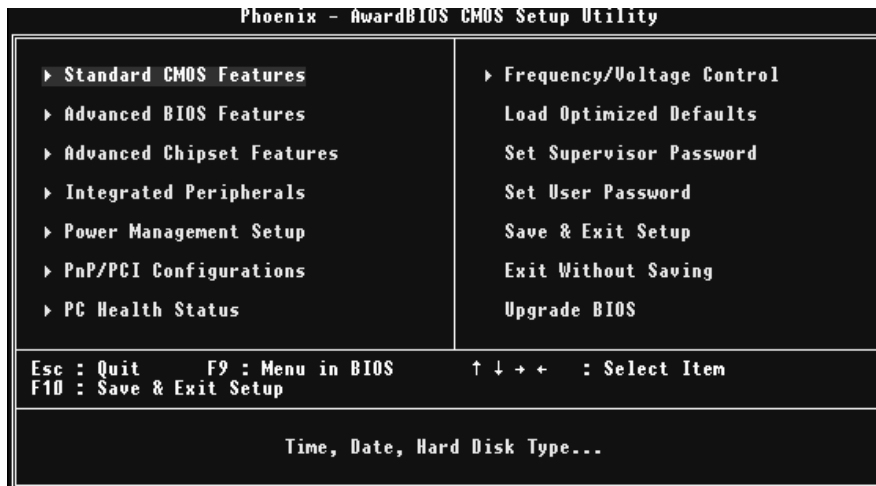 Phoenix - AwardBIOS CMOS Setup Utility
▸ Standard CMOS Features
▸ Advanced BIOS Features
▸ Advanced Chipset Features
▸ Integrated Peripherals
▸ Power Management Setup
▸ PnP/PCI Configurations
▸ PC Health Status
▸ Frequency/Voltage Control
Load Optimized Defaults
Set Supervisor Password
Set User Password
Save & Exit Setup
Exit Without Saving
Upgrade BIOS
Esc : Quit F9 : Menu in BIOS ↑ ↓ → ← : Select Item
F10 : Save & Exit Setup
Time, Date, Hard Disk Type...